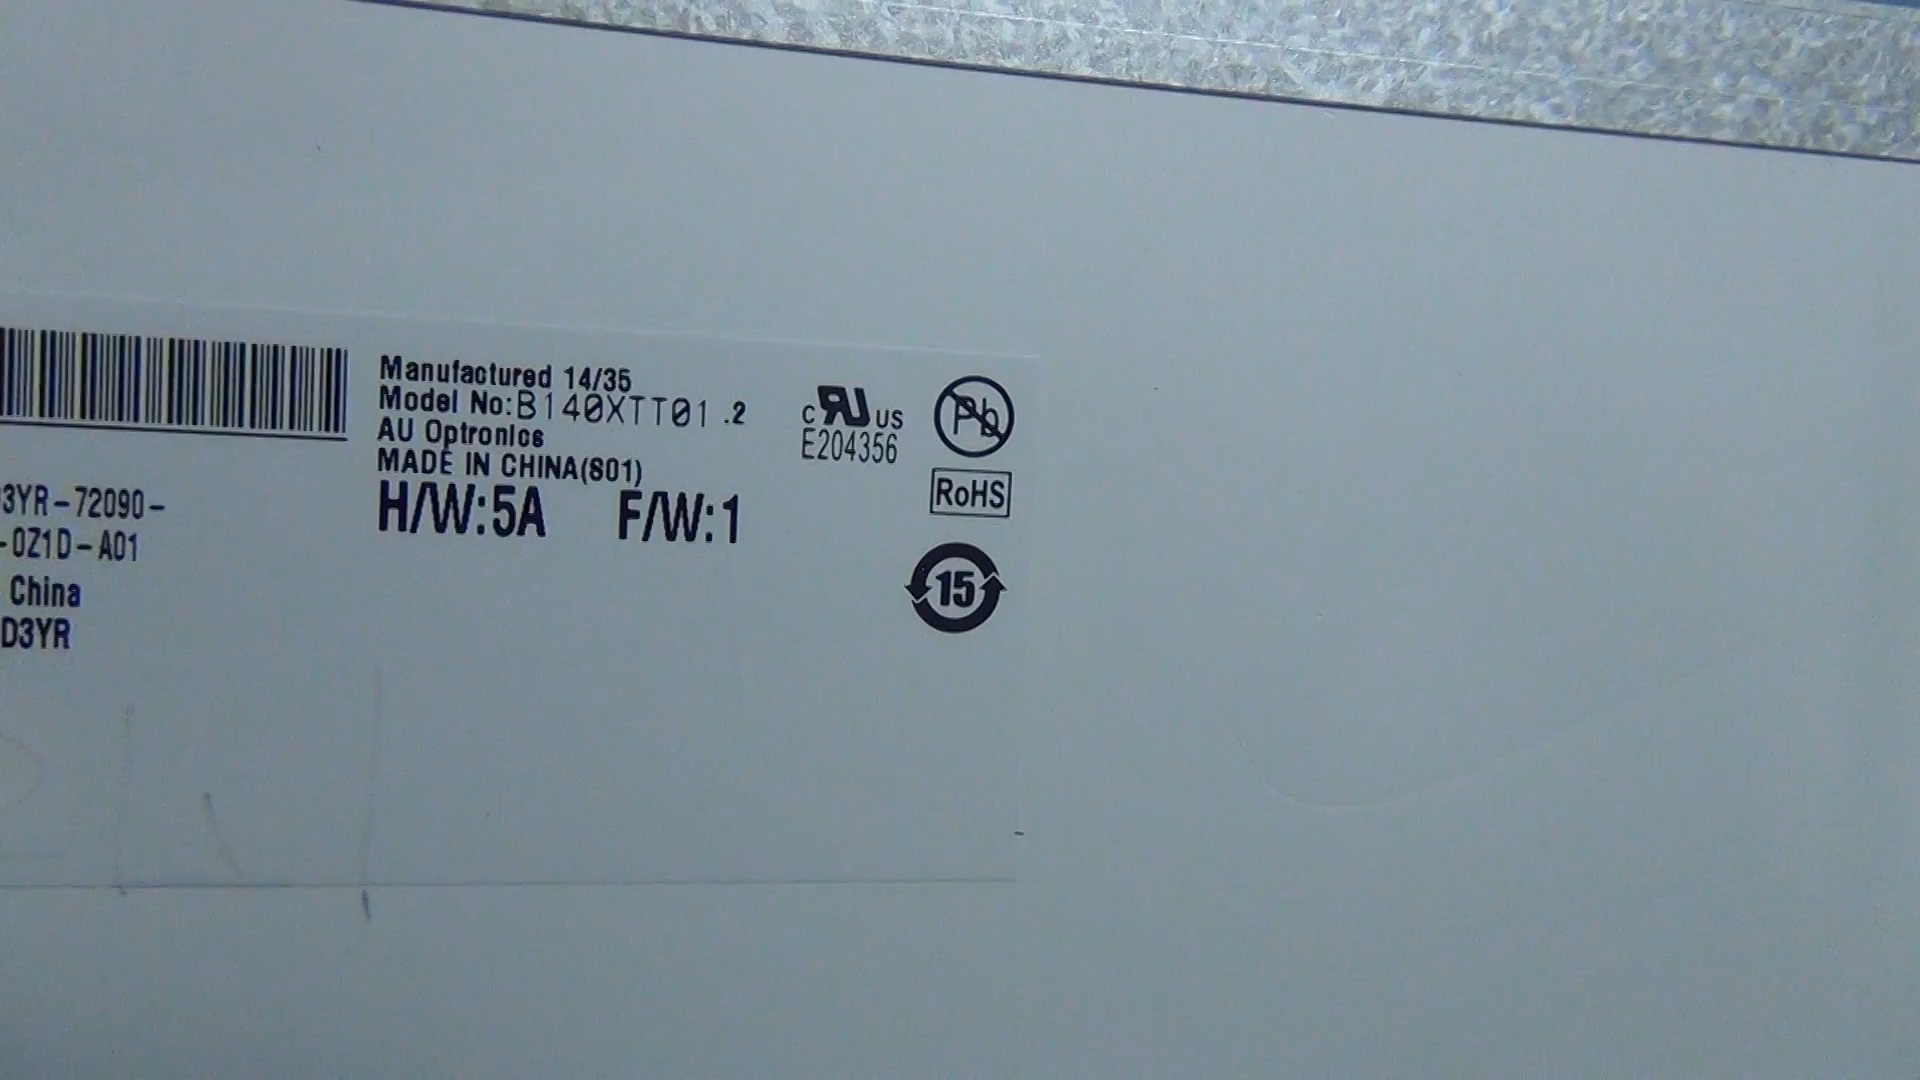 3YR-72090-
-0Z1D-A01
China
D3YR
Manufactured 14/35
Model No:B140XTT01 .2
AU Optronics
MADE IN CHINA(S01)
H/W:5A F/W:1
c RU US
E204356
Pb
RoHS
15